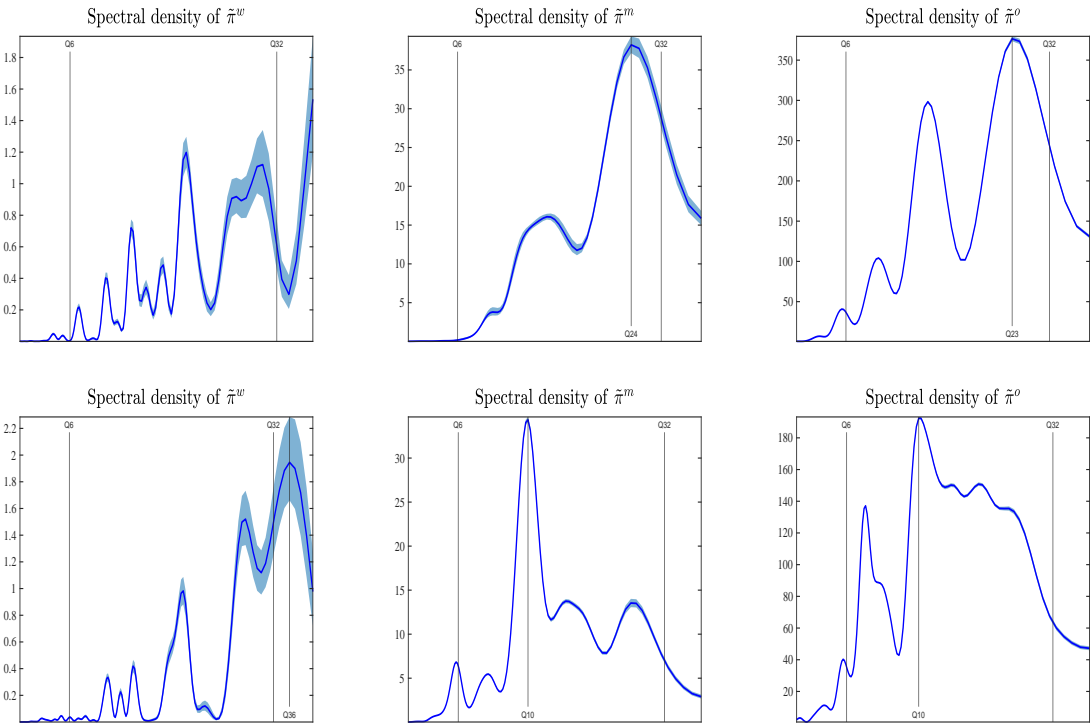 Spectral density of π̃ʷ
Q6
Q32
1.8
1.6
1.4
1.2
1
0.8
0.6
0.4
0.2
Spectral density of π̃ᵐ
Q6
Q32
35
30
25
20
15
10
5
Q24
Spectral density of π̃ᵒ
Q6
Q32
350
300
250
200
150
100
50
Q23
Spectral density of π̃ʷ
Q6
Q32
2.2
2
1.8
1.6
1.4
1.2
1
0.8
0.6
0.4
0.2
Q36
Spectral density of π̃ᵐ
Q6
Q32
30
25
20
15
10
5
Q10
Spectral density of π̃ᵒ
Q6
Q32
180
160
140
120
100
80
60
40
20
Q10